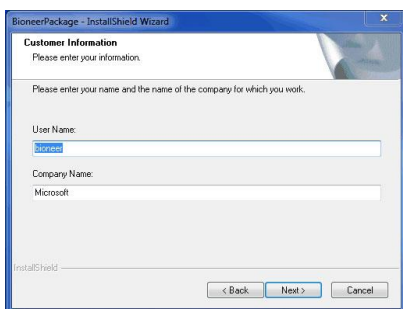 BioneerPackage - InstallShield Wizard
Customer Information
Please enter your information.
Please enter your name and the name of the company for which you work.
User Name:
bioneer
Company Name:
Microsoft
InstallShield
< Back Next > Cancel